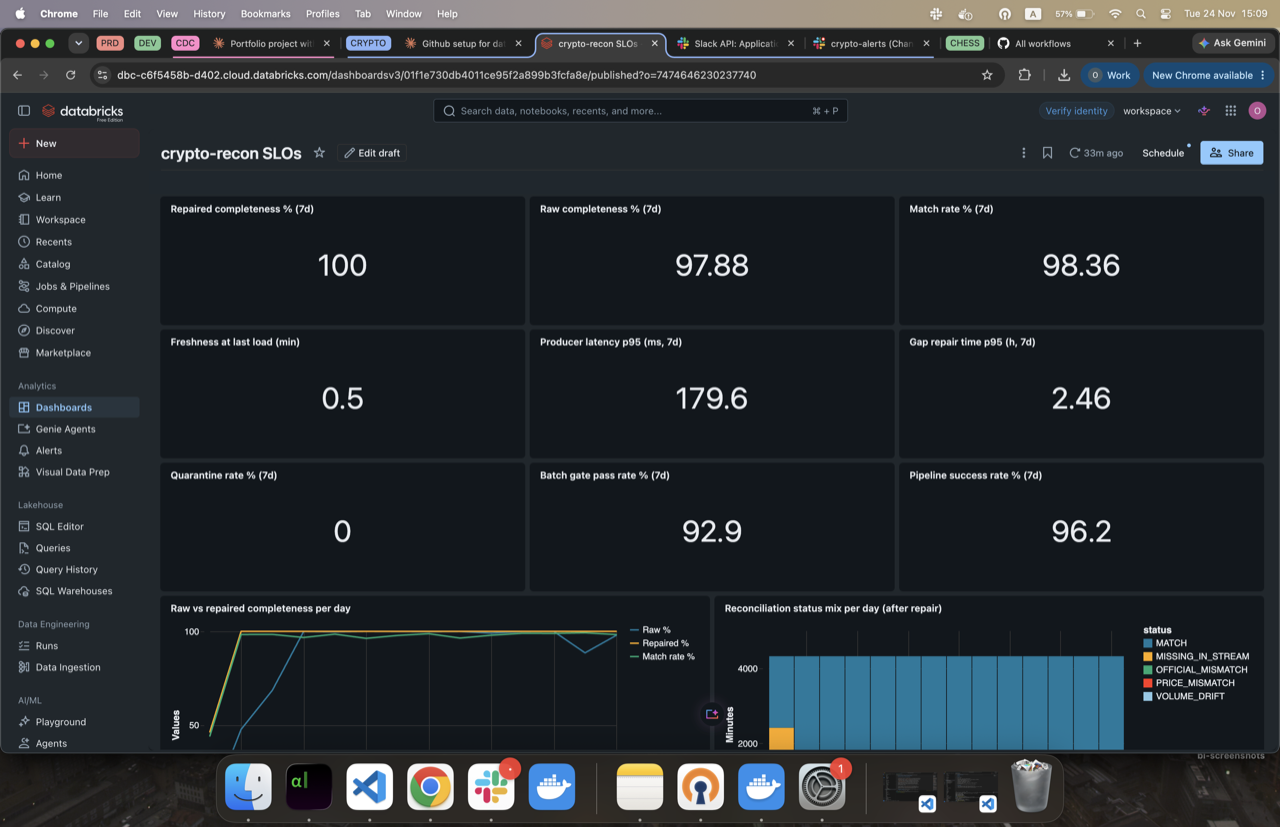 Chrome File Edit View History Bookmarks Profiles Tab Window Help A 57% Tue 24 Nov 15:09
PRD DEV CDC Portfolio project wit CRYPTO Github setup for da crypto-recon SLOs Slack API: Applicati crypto-alerts (Chan CHESS All workflows Ask Gemini
dbc-c6f5458b-d402.cloud.databricks.com/dashboardsv3/01f1e730db4011ce95f2a899b3fcfa8e/published?o=7474646230237740 O Work New Chrome available
databricks
Free Edition
Search data, notebooks, recents, and more... ⌘ + P
Verify identity workspace O
New
Home
Learn
Workspace
Recents
Catalog
Jobs & Pipelines
Compute
Discover
Marketplace
Analytics
Dashboards
Genie Agents
Alerts
Visual Data Prep
Lakehouse
SQL Editor
Queries
Query History
SQL Warehouses
Data Engineering
Runs
Data Ingestion
AI/ML
Playground
Agents
crypto-recon SLOs Edit draft 33m ago Schedule Share
Repaired completeness % (7d)
100
Raw completeness % (7d)
97.88
Match rate % (7d)
98.36
Freshness at last load (min)
0.5
Producer latency p95 (ms, 7d)
179.6
Gap repair time p95 (h, 7d)
2.46
Quarantine rate % (7d)
0
Batch gate pass rate % (7d)
92.9
Pipeline success rate % (7d)
96.2
Raw vs repaired completeness per day
100
50
Values
Raw %
Repaired %
Match rate %
Reconciliation status mix per day (after repair)
4000
2000
Minutes
status
MATCH
MISSING_IN_STREAM
OFFICIAL_MISMATCH
PRICE_MISMATCH
VOLUME_DRIFT
bi-screenshots
al
1